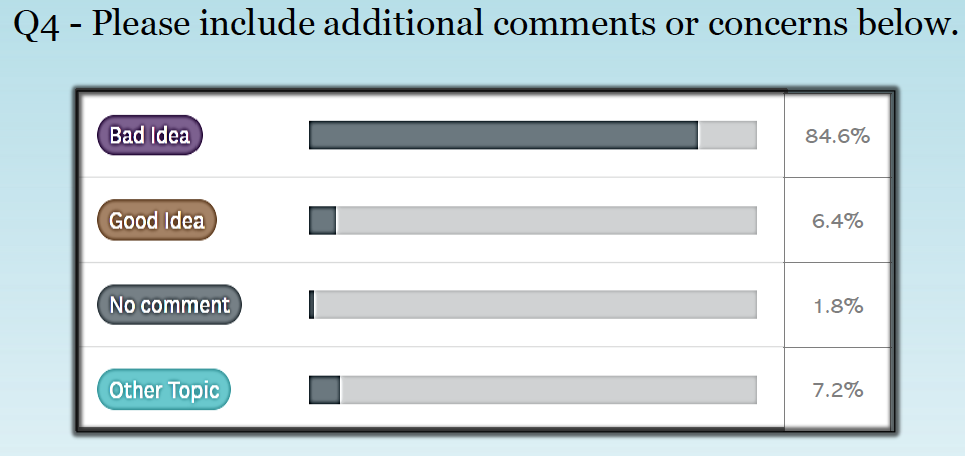 Q4 - Please include additional comments or concerns below.
Bad Idea 84.6%
Good Idea 6.4%
No comment 1.8%
Other Topic 7.2%